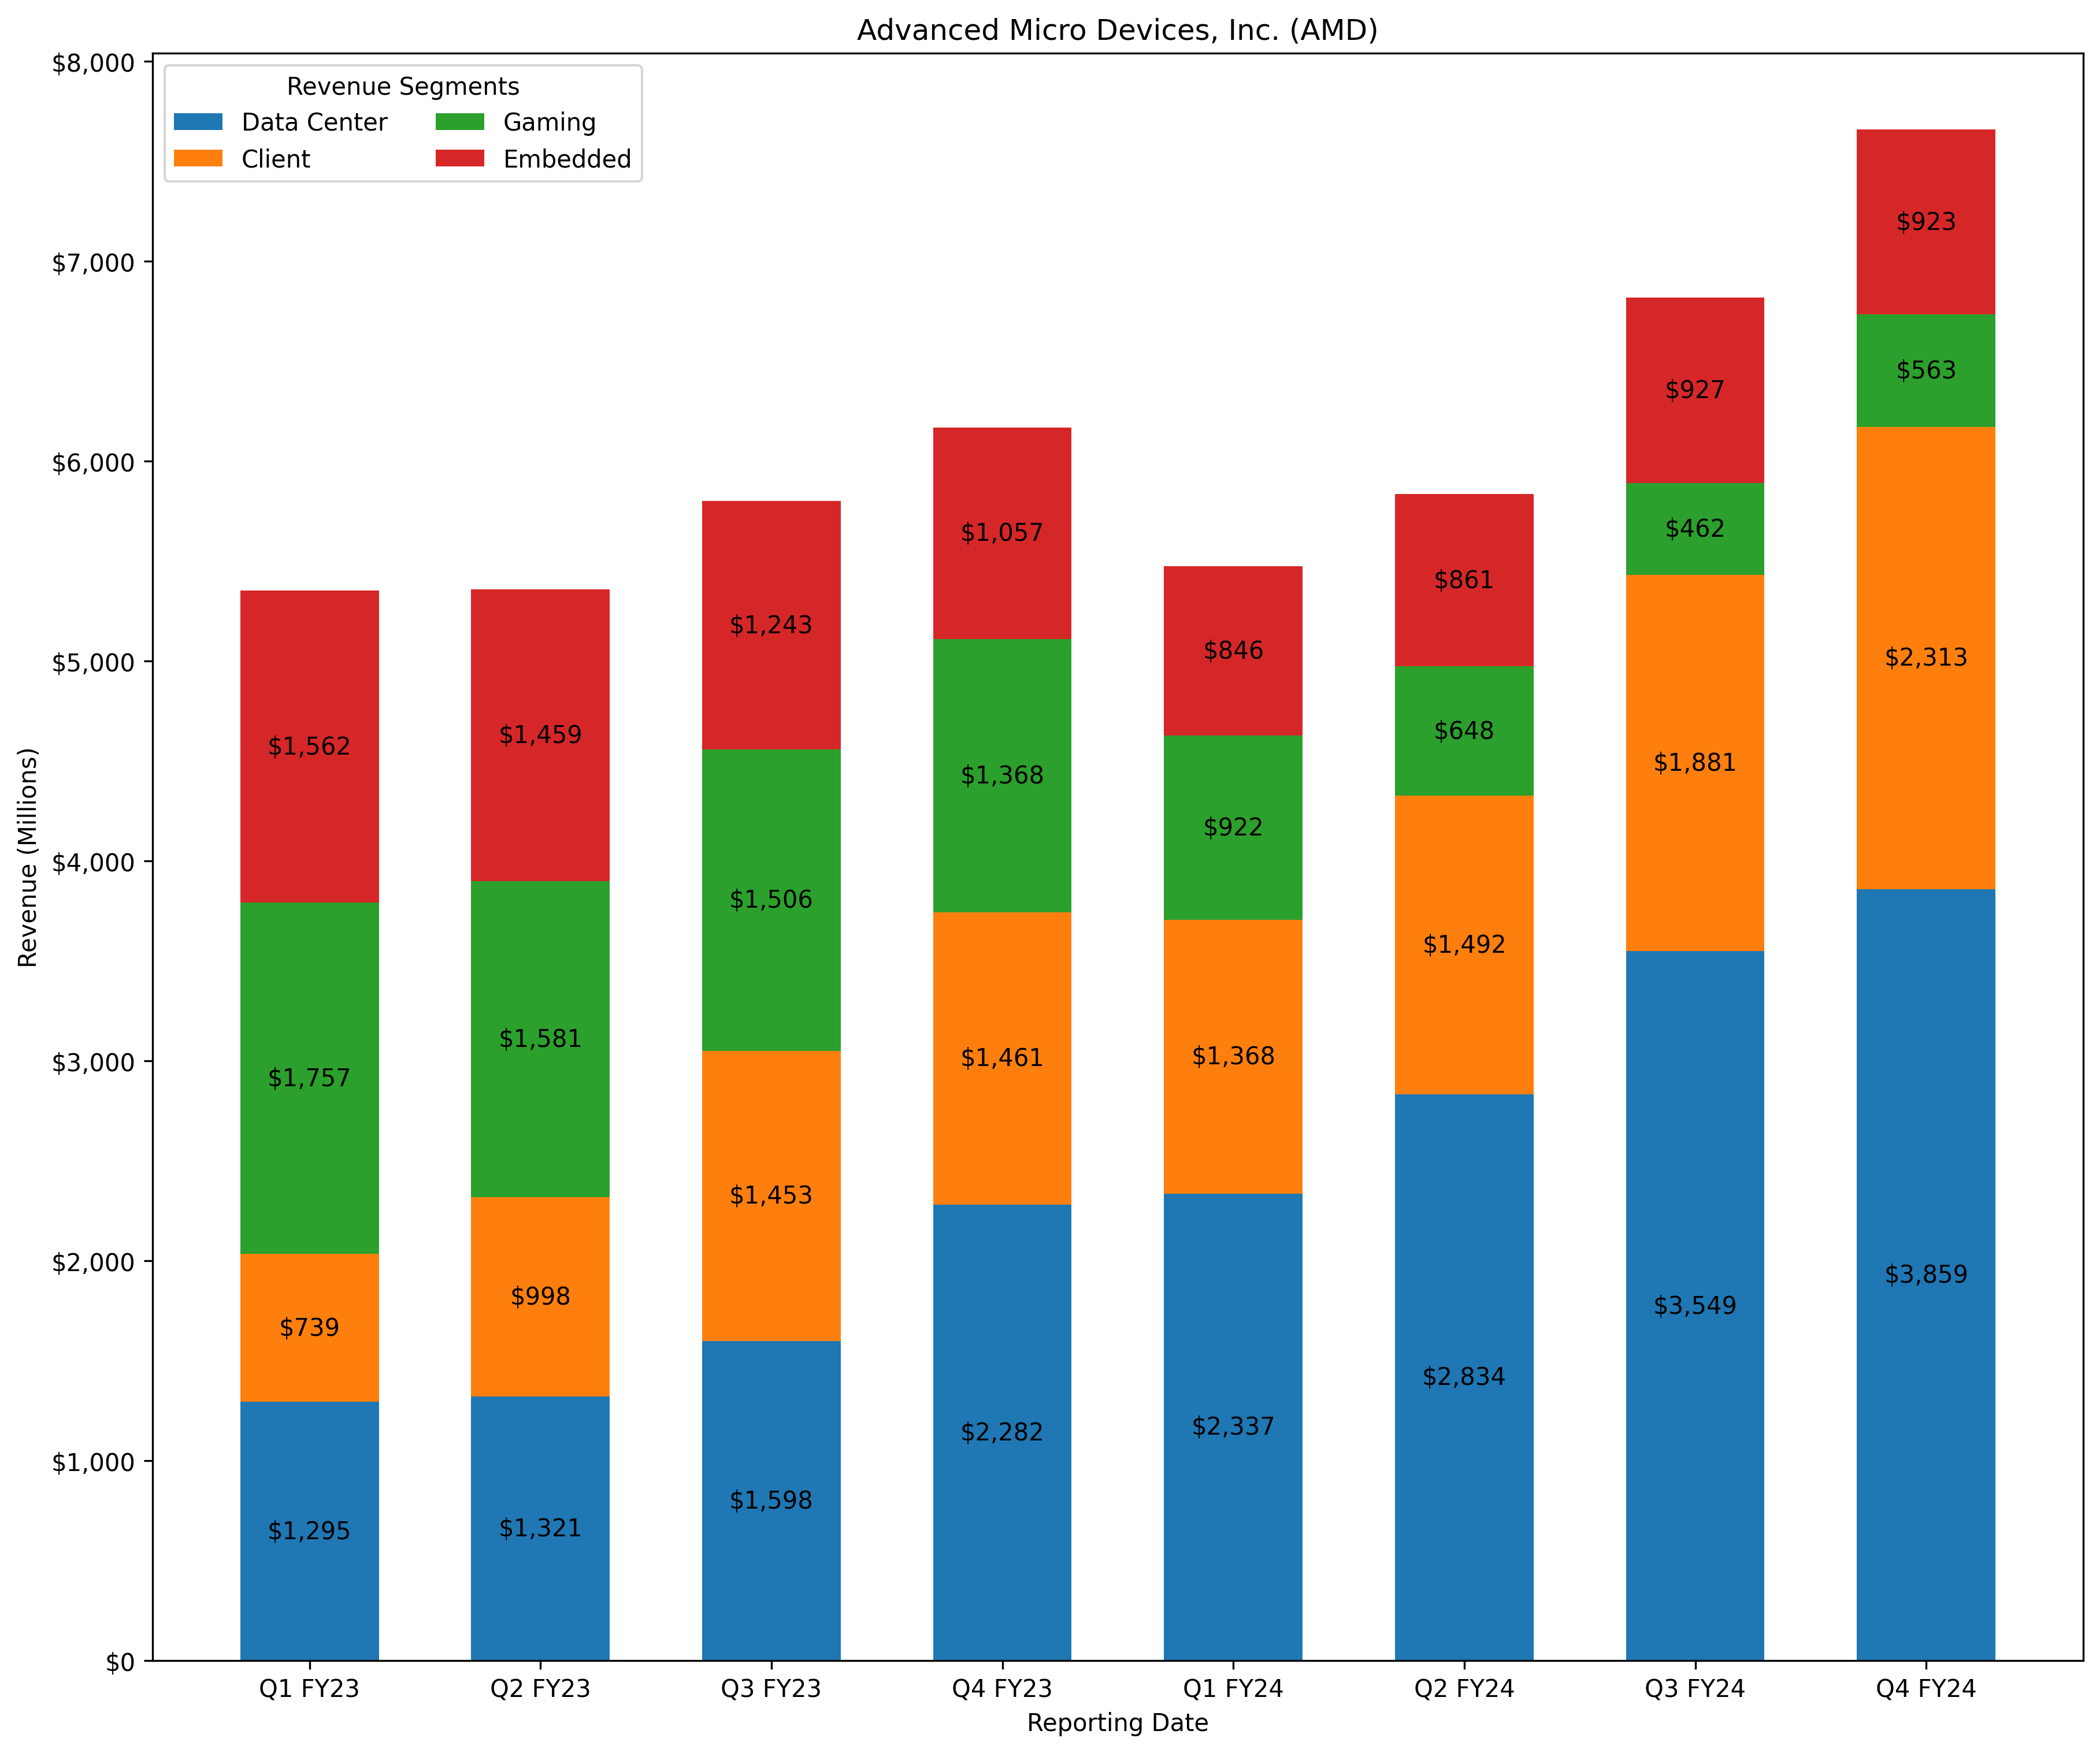 Advanced Micro Devices, Inc. (AMD)
Revenue Segments
Data Center
Client
Gaming
Embedded
Revenue (Millions)
$8,000
$7,000
$6,000
$5,000
$4,000
$3,000
$2,000
$1,000
$0
$1,562
$1,757
$739
$1,295
$1,459
$1,581
$998
$1,321
$1,243
$1,506
$1,453
$1,598
$1,057
$1,368
$1,461
$2,282
$846
$922
$1,368
$2,337
$861
$648
$1,492
$2,834
$927
$462
$1,881
$3,549
$923
$563
$2,313
$3,859
Q1 FY23
Q2 FY23
Q3 FY23
Q4 FY23
Q1 FY24
Q2 FY24
Q3 FY24
Q4 FY24
Reporting Date